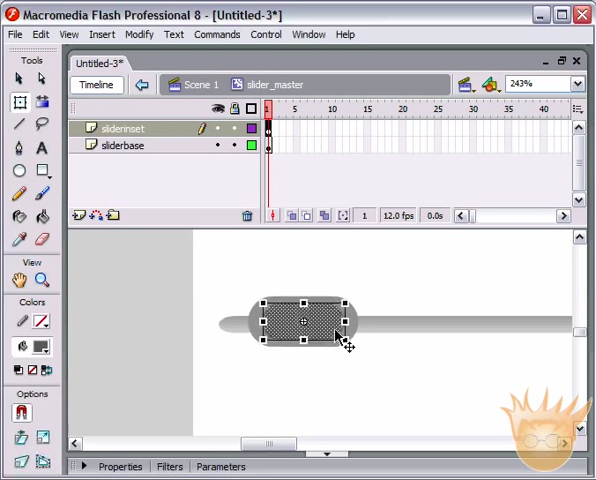 Macromedia Flash Professional 8 - [Untitled-3*]
File Edit View Insert Modify Text Commands Control Window Help
Tools
Untitled-3*
Timeline
Scene 1
slider_master
243%
1 5 10 15 20 25 30 35 40
sliderinset
sliderbase
1 12.0 fps 0.0s
A
View
Colors
Options
Properties Filters Parameters